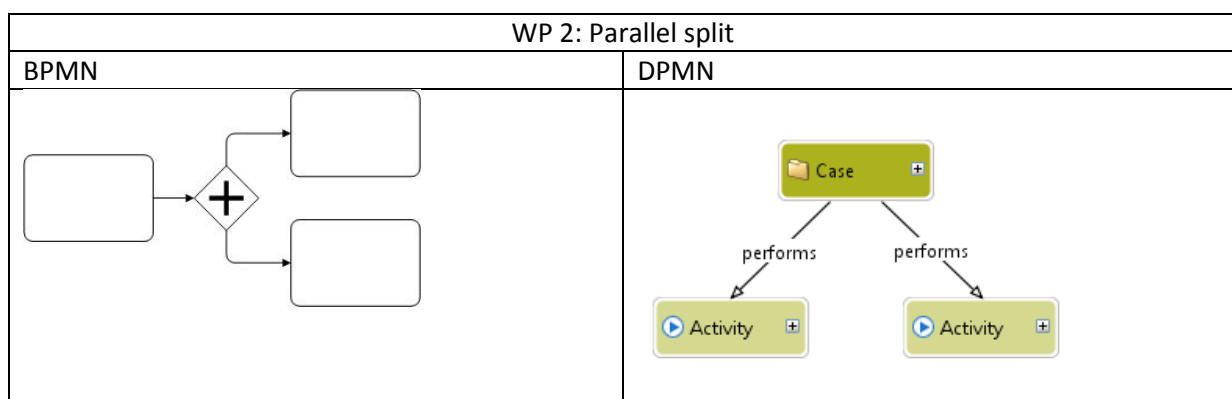 WP 2: Parallel split
BPMN
DPMN
Case
performs
performs
Activity
Activity